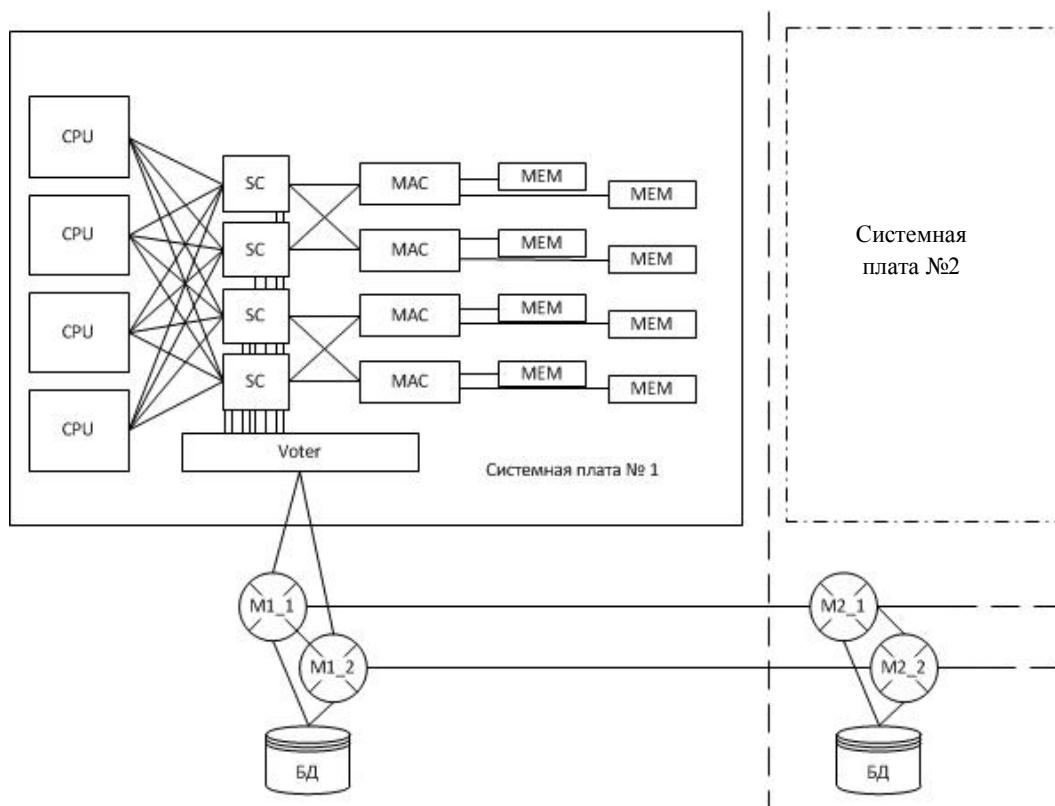 CPU
CPU
CPU
CPU
SC
SC
SC
SC
MAC
MAC
MAC
MAC
MEM
MEM
MEM
MEM
MEM
MEM
MEM
MEM
Voter
Системная плата № 1
Системная
плата №2
M1_1
M1_2
БД
M2_1
M2_2
БД